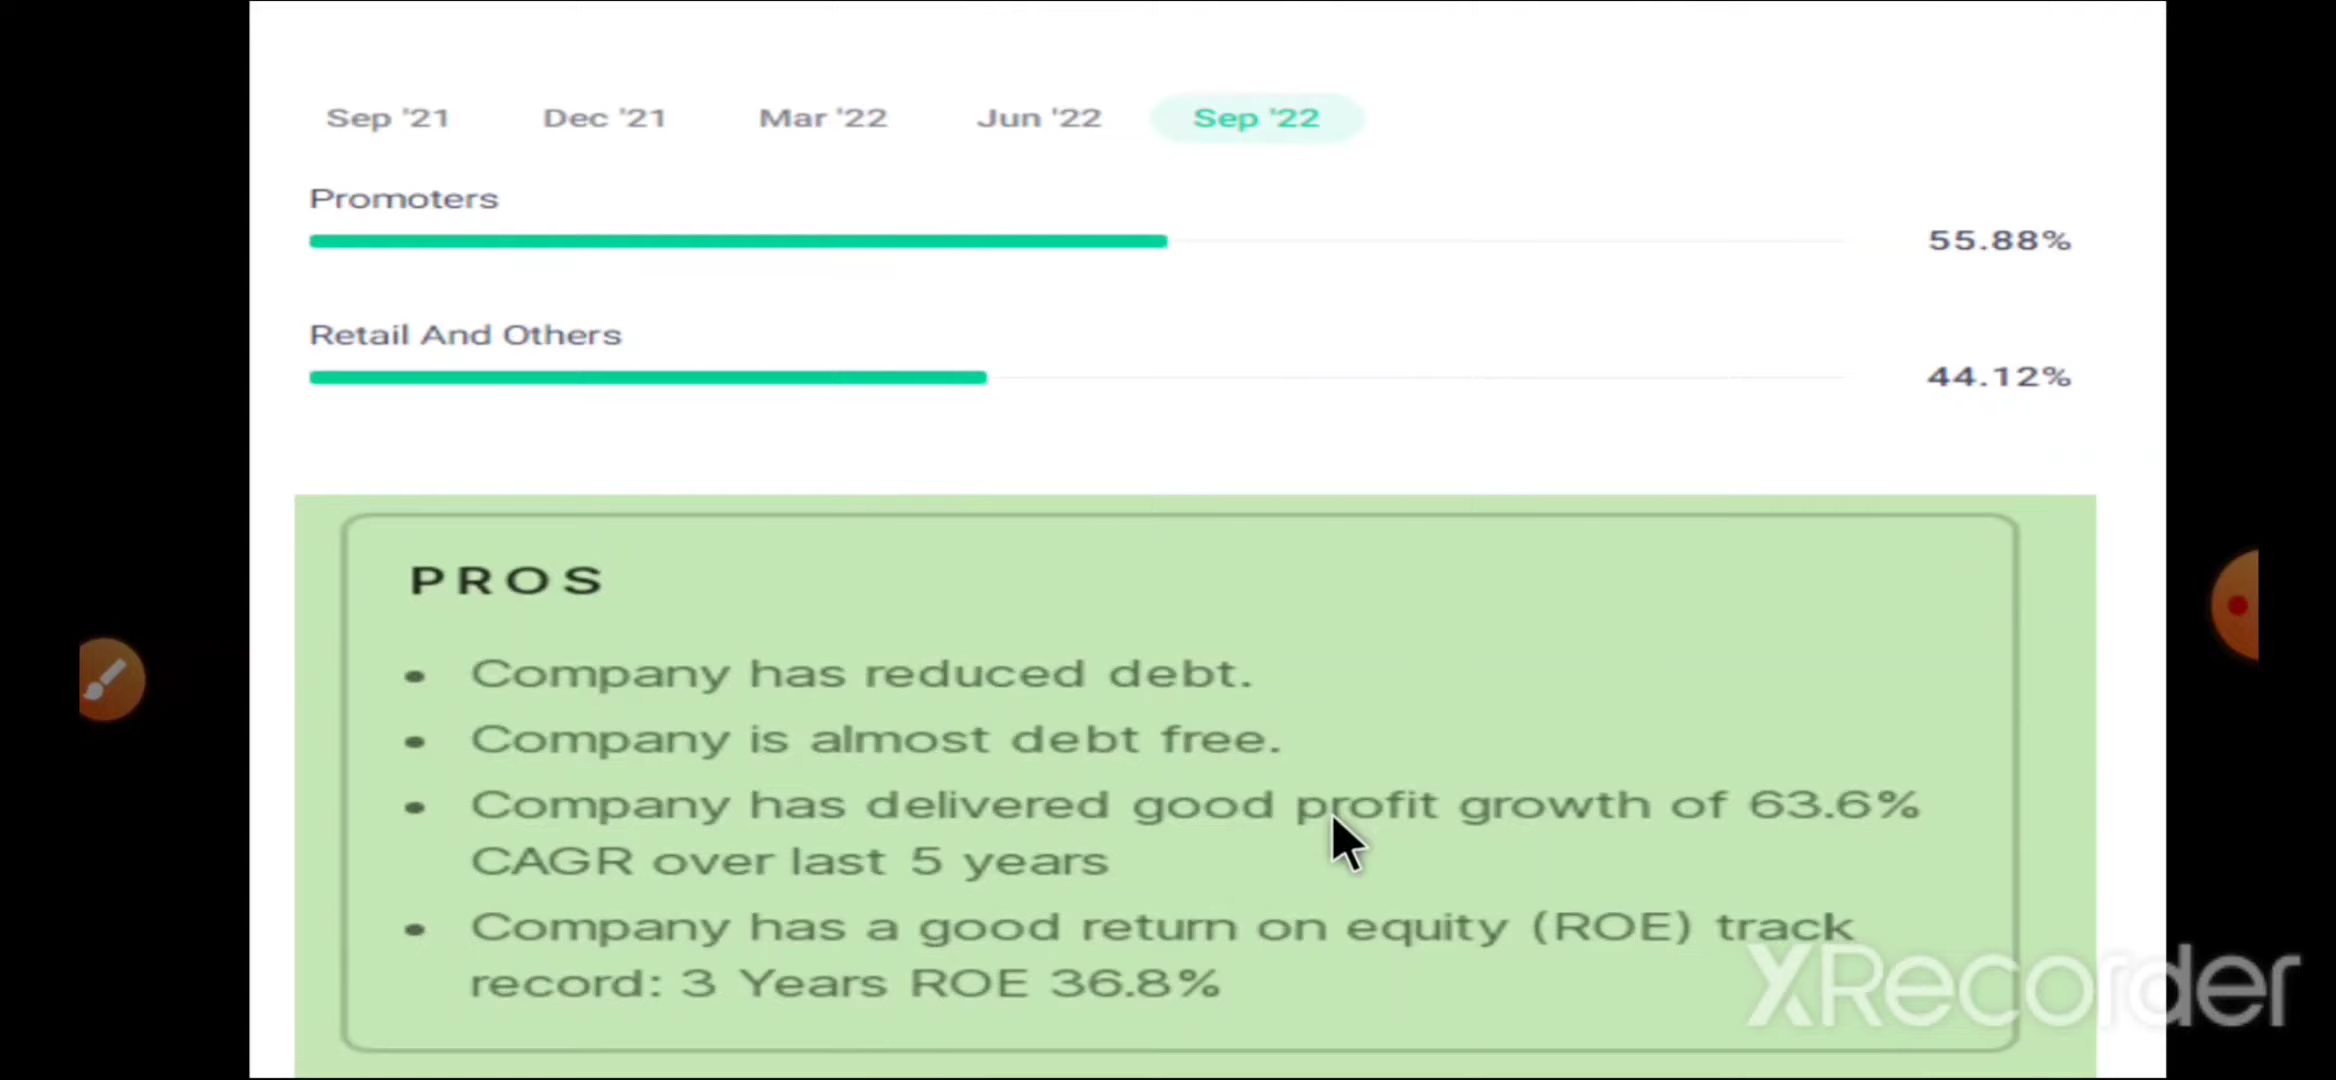 Sep '21 Dec '21 Mar '22 Jun '22 Sep '22
Promoters
55.88%
Retail And Others
44.12%
PROS
• Company has reduced debt.
• Company is almost debt free.
• Company has delivered good profit growth of 63.6%
CAGR over last 5 years
• Company has a good return on equity (ROE) track
record: 3 Years ROE 36.8%
XRecorder